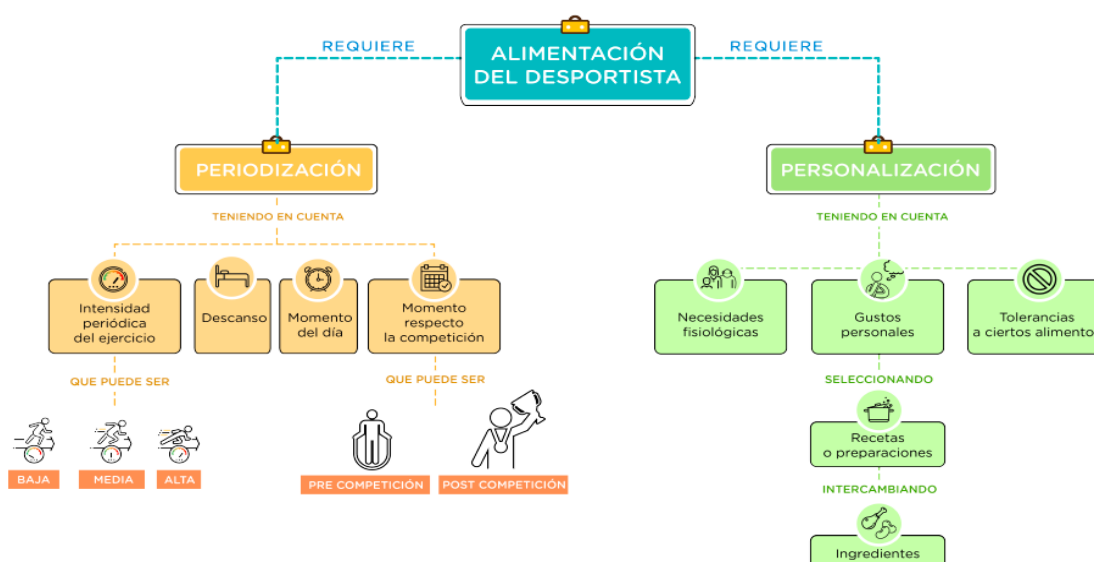 REQUIERE
ALIMENTACIÓN
DEL DESPORTISTA
REQUIERE
PERIODIZACIÓN
PERSONALIZACIÓN
TENIENDO EN CUENTA
TENIENDO EN CUENTA
Intensidad
periódica
del ejercicio
Descanso
Momento
del día
Momento
respecto
la competición
Necesidades
fisiológicas
Gustos
personales
Tolerancias
a ciertos alimento
QUE PUEDE SER
QUE PUEDE SER
SELECCIONANDO
BAJA
MEDIA
ALTA
PRE COMPETICIÓN
POST COMPETICIÓN
Recetas
o preparaciones
INTERCAMBIANDO
Ingredientes